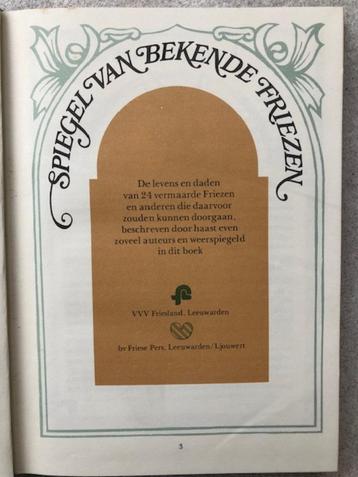 SPIEGEL VAN BEKENDE FRIEZEN
De levens en daden
van 24 vermaarde Friezen
en anderen die daarvoor
zouden kunnen doorgaan,
beschreven door haast even
zoveel auteurs en weerspiegeld
in dit boek
VVV Friesland, Leeuwarden
bv Friese Pers, Leeuwarden/Ljouwert
3